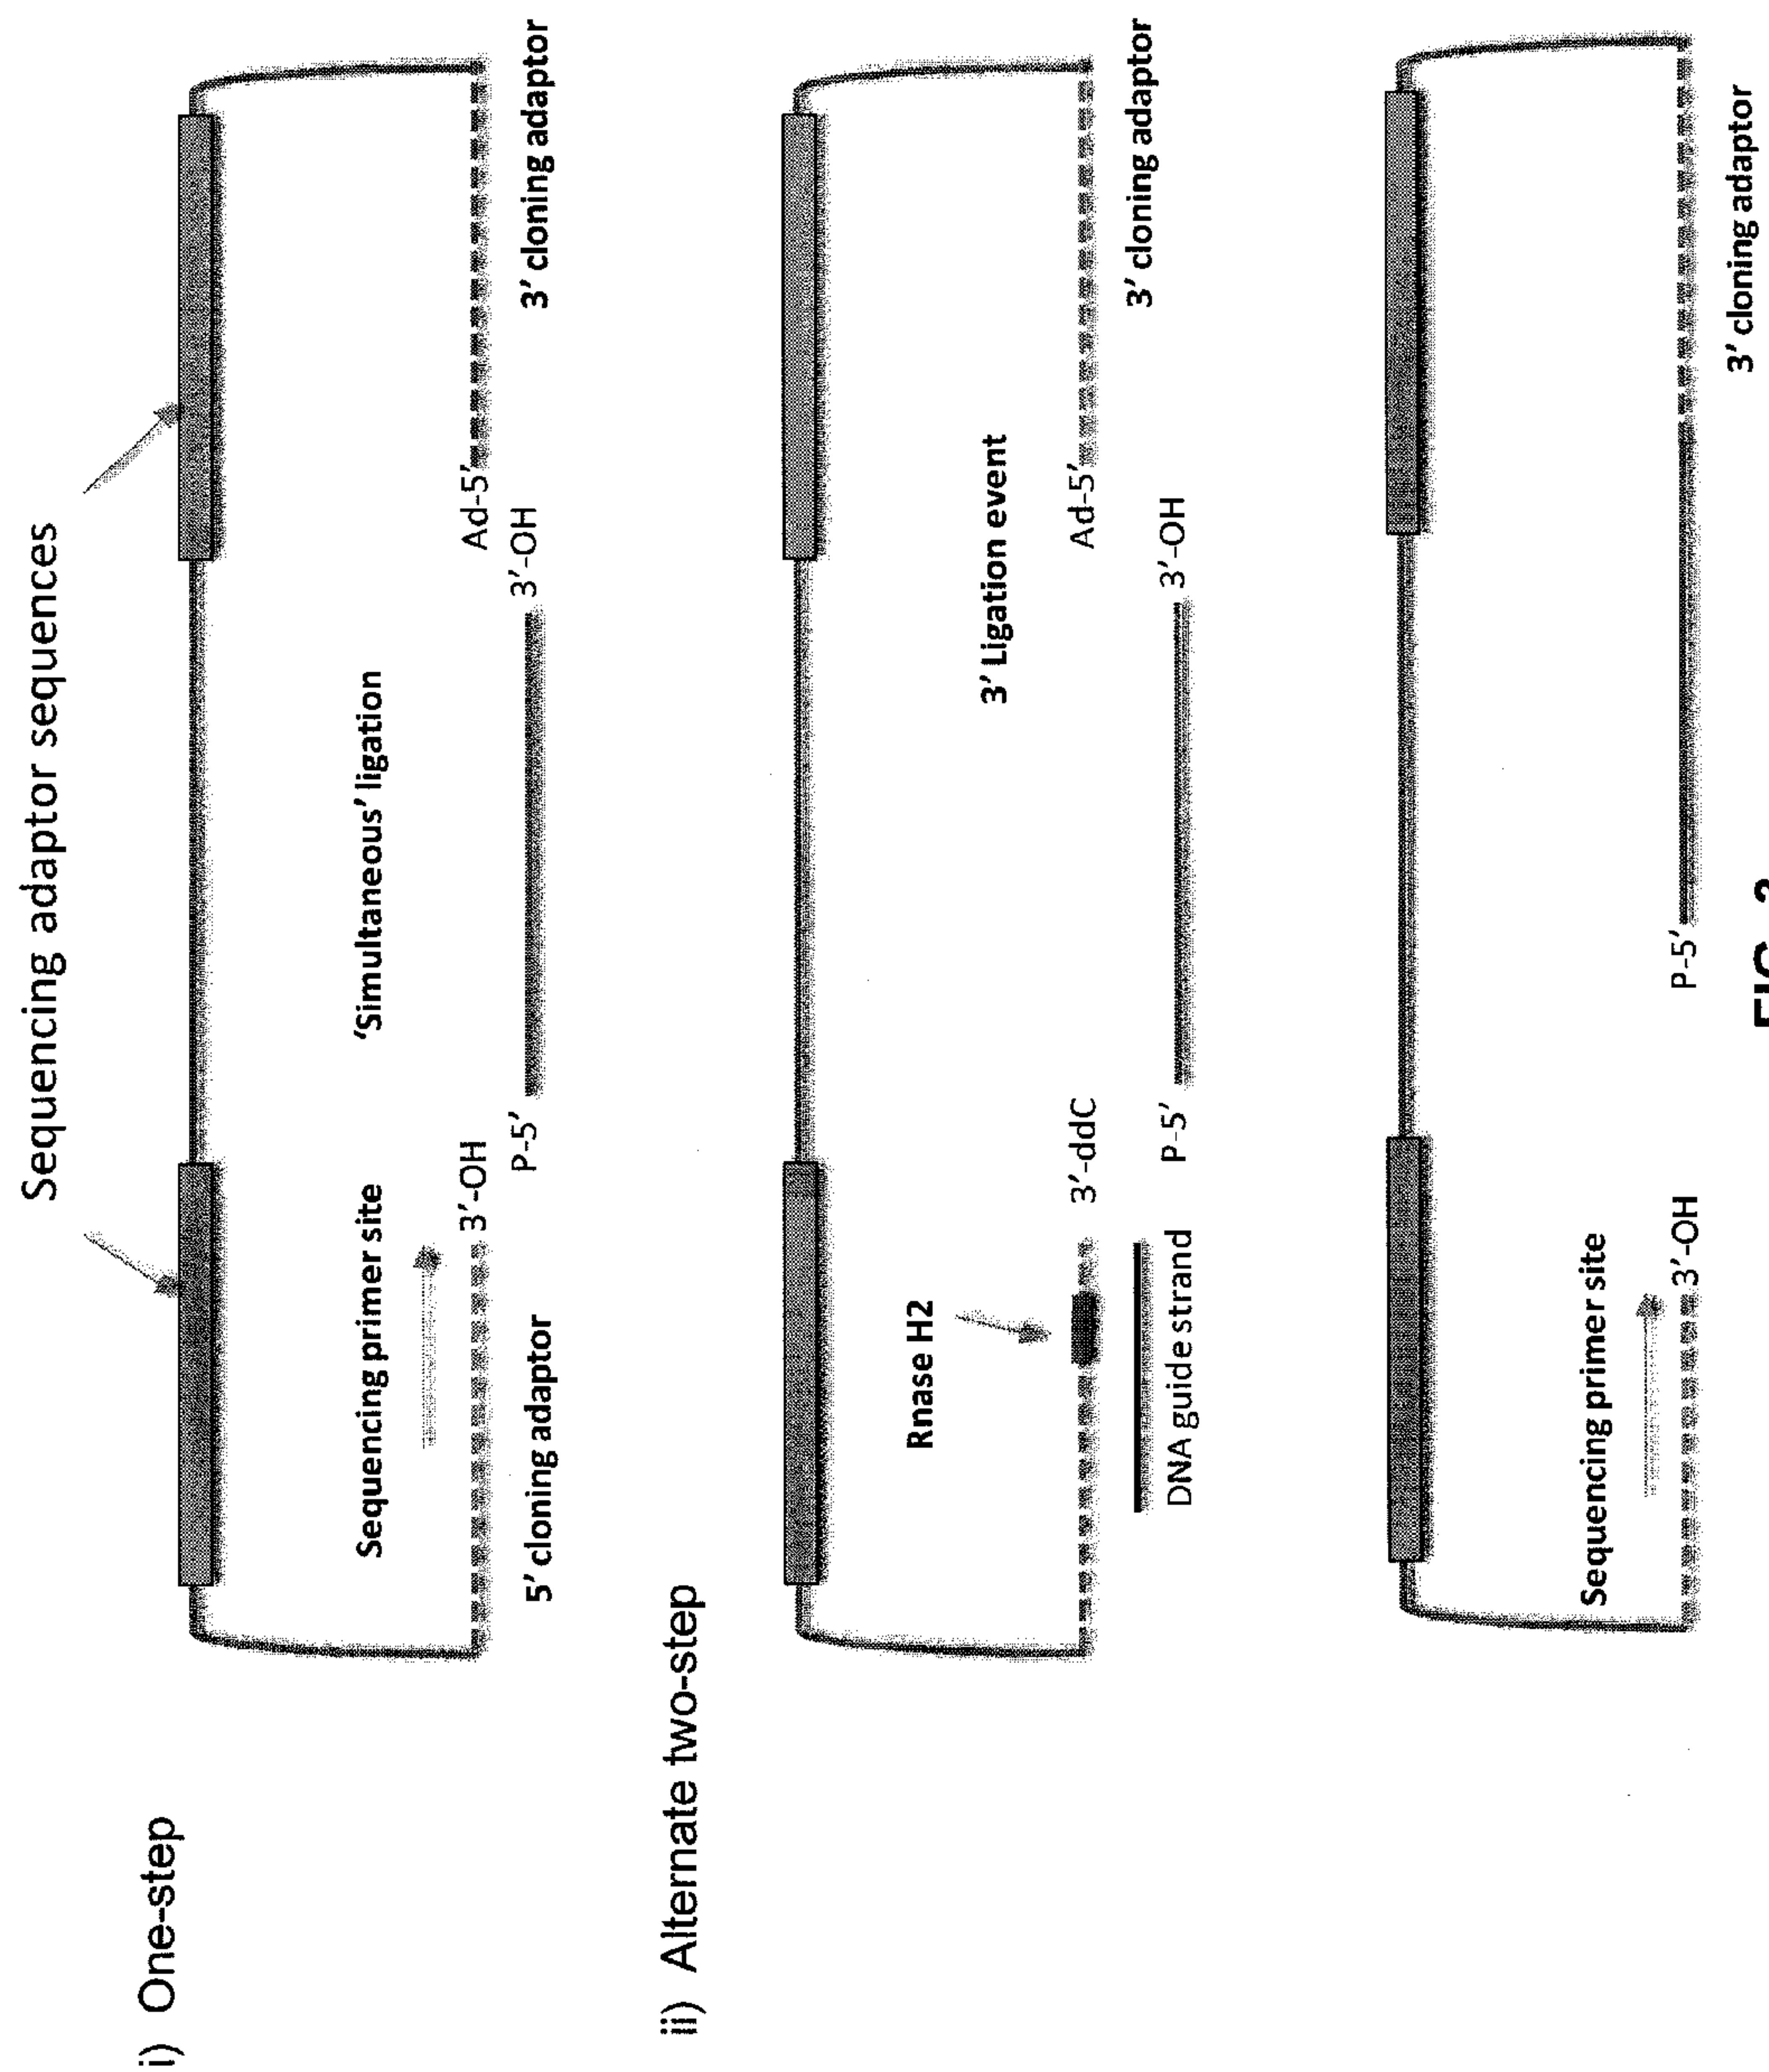 Sequencing adaptor sequences
i) One-step
Sequencing primer site
'Simultaneous' ligation
3'-OH
Ad-5'
P-5'
3'-OH
5' cloning adaptor
3' cloning adaptor
ii) Alternate two-step
Rnase H2
3' Ligation event
3'-ddC
Ad-5'
DNA guide strand
P-5'
3'-OH
3' cloning adaptor
Sequencing primer site
3'-OH
P-5'
3' cloning adaptor